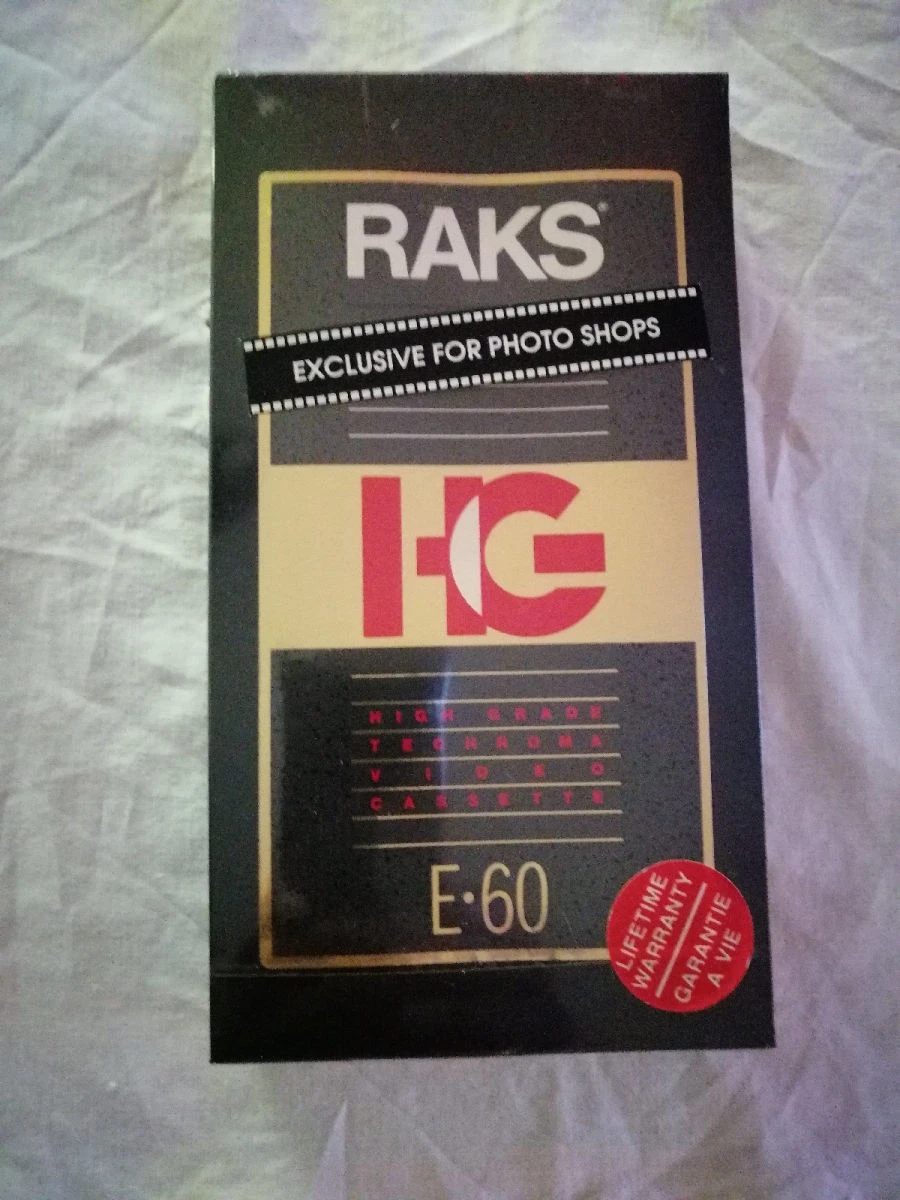 RAKS®
EXCLUSIVE FOR PHOTO SHOPS
HG
HIGH GRADE
TECHROMA
VIDEO
CASSETTE
E·60
LIFETIME
WARRANTY
GARANTIE
A VIE